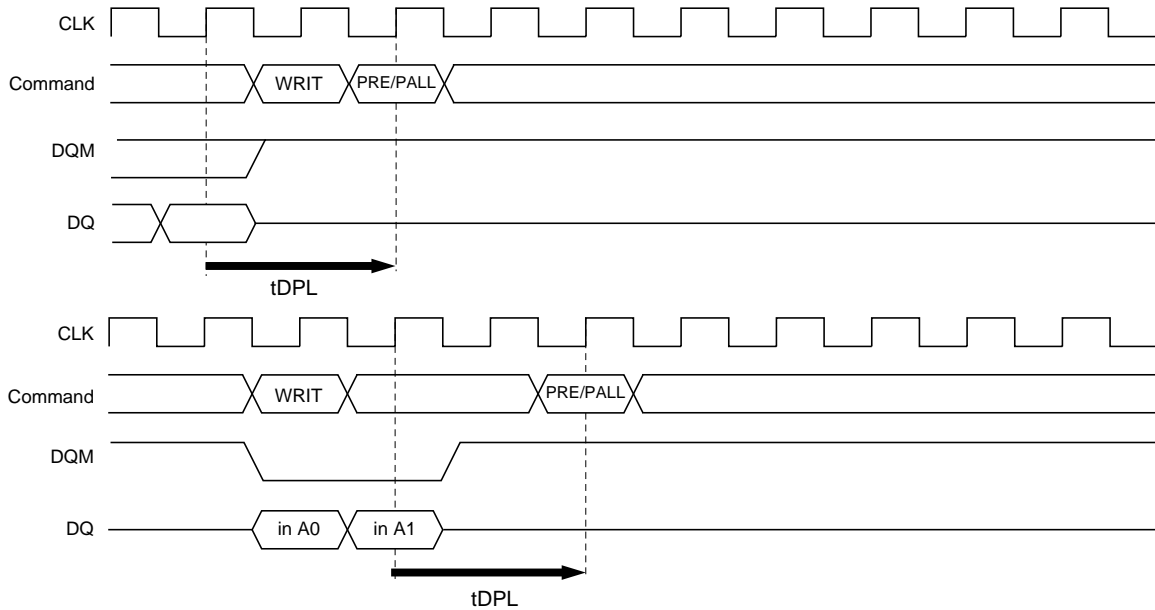 CLK
Command WRIT PRE/PALL
DQM
DQ
tDPL
CLK
Command WRIT PRE/PALL
DQM
DQ in A0 in A1
tDPL